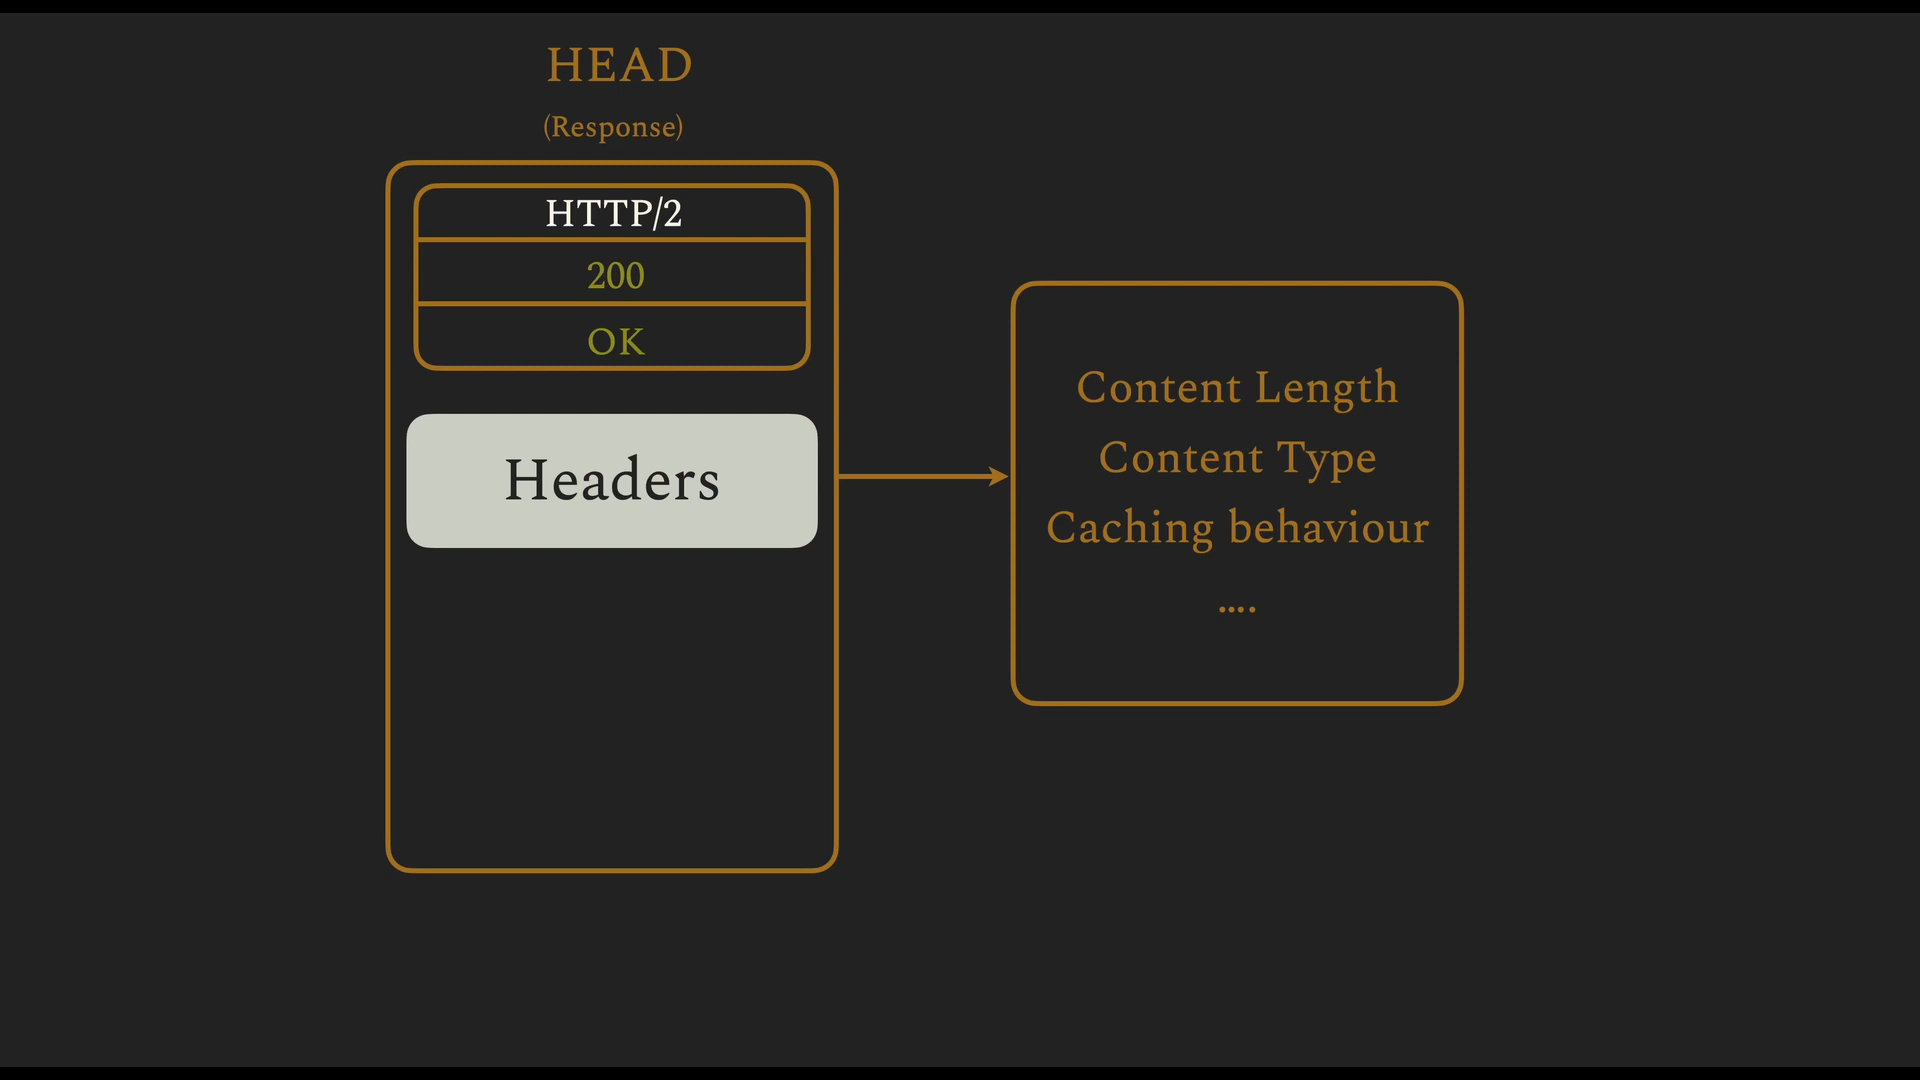 HEAD
(Response)
HTTP/2
200
OK
Headers
Content Length
Content Type
Caching behaviour
....